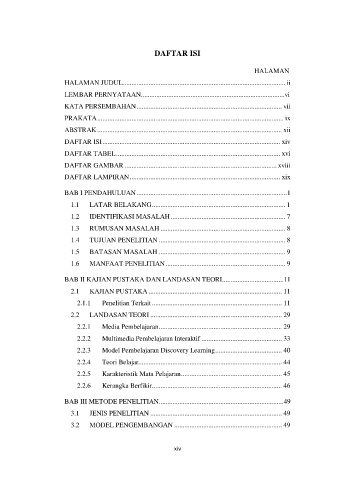 DAFTAR ISI
HALAMAN
HALAMAN JUDUL ii
LEMBAR PERNYATAAN vi
KATA PERSEMBAHAN vii
PRAKATA ix
ABSTRAK xii
DAFTAR ISI xiv
DAFTAR TABEL xvi
DAFTAR GAMBAR xviii
DAFTAR LAMPIRAN xix
BAB I PENDAHULUAN 1
1.1 LATAR BELAKANG 1
1.2 IDENTIFIKASI MASALAH 7
1.3 RUMUSAN MASALAH 8
1.4 TUJUAN PENELITIAN 8
1.5 BATASAN MASALAH 9
1.6 MANFAAT PENELITIAN 9
BAB II KAJIAN PUSTAKA DAN LANDASAN TEORI 11
2.1 KAJIAN PUSTAKA 11
2.1.1 Penelitian Terkait 11
2.2 LANDASAN TEORI 29
2.2.1 Media Pembelajaran 29
2.2.2 Multimedia Pembelajaran Interaktif 33
2.2.3 Model Pembelajaran Discovery Learning 40
2.2.4 Teori Belajar 44
2.2.5 Karakteristik Mata Pelajaran 45
2.2.6 Kerangka Berfikir 46
BAB III METODE PENELITIAN 49
3.1 JENIS PENELITIAN 49
3.2 MODEL PENGEMBANGAN 49
xiv